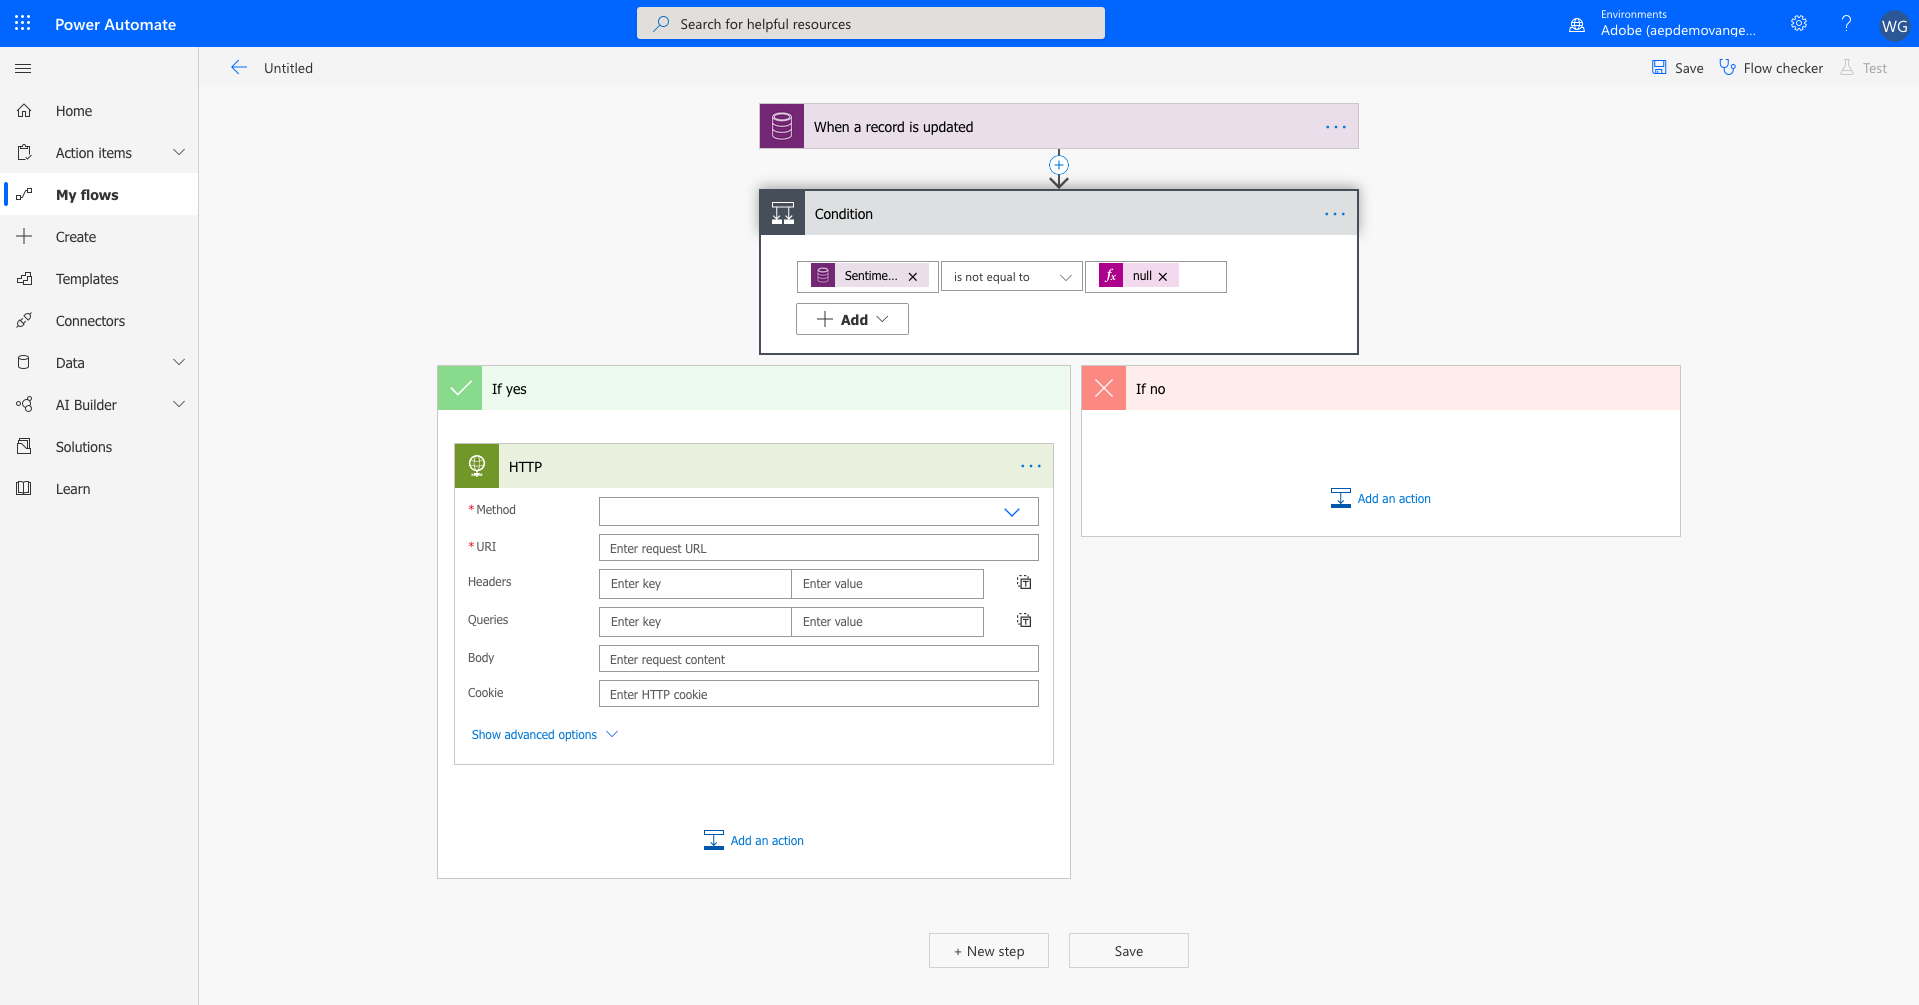 Power Automate
Search for helpful resources
Environments
Adobe (aepdemovange...
WG
Untitled
Save
Flow checker
Test
Home
Action items
My flows
Create
Templates
Connectors
Data
AI Builder
Solutions
Learn
When a record is updated
Condition
Sentime...
is not equal to
fx null
Add
If yes
If no
HTTP
* Method
* URI
Enter request URL
Headers
Enter key
Enter value
Queries
Enter key
Enter value
Body
Enter request content
Cookie
Enter HTTP cookie
Show advanced options
Add an action
Add an action
+ New step
Save